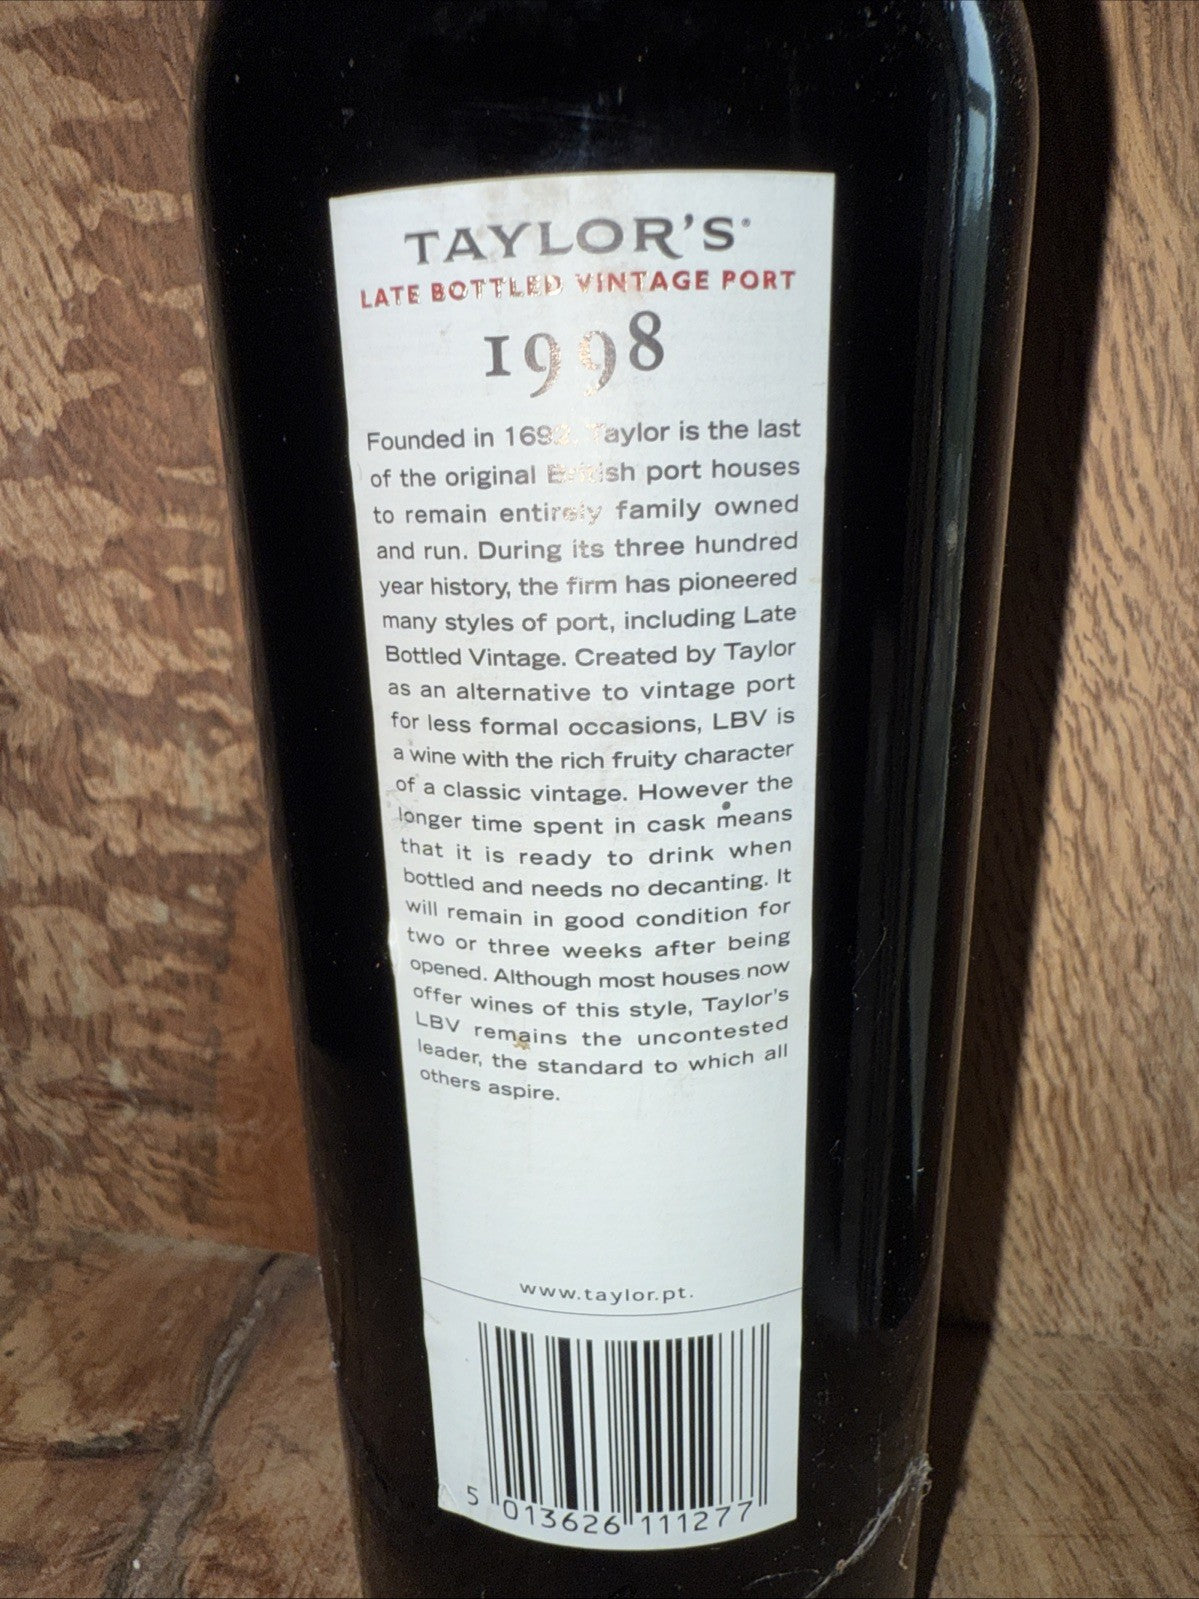 TAYLOR'S®
LATE BOTTLED VINTAGE PORT
1998
Founded in 1692. Taylor is the last
of the original British port houses
to remain entirely family owned
and run. During its three hundred
year history, the firm has pioneered
many styles of port, including Late
Bottled Vintage. Created by Taylor
as an alternative to vintage port
for less formal occasions, LBV is
a wine with the rich fruity character
of a classic vintage. However the
longer time spent in cask means
that it is ready to drink when
bottled and needs no decanting. It
will remain in good condition for
two or three weeks after being
opened. Although most houses now
offer wines of this style, Taylor's
LBV remains the uncontested
leader, the standard to which all
others aspire.
www.taylor.pt.
5 013626 111277